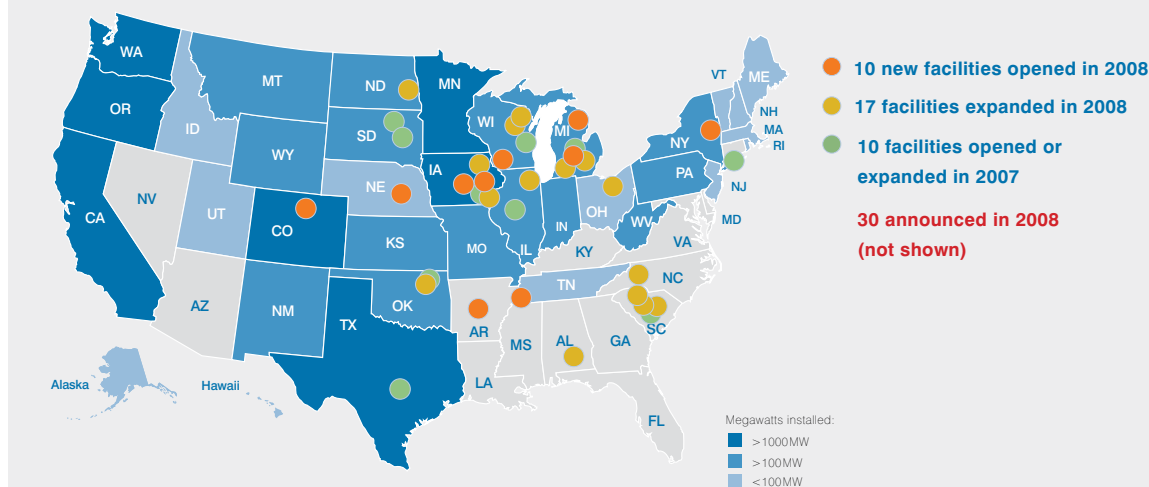 WA
OR
CA
NV
ID
MT
WY
UT
AZ
CO
NM
ND
SD
NE
KS
OK
TX
MN
IA
MO
AR
LA
WI
IL
MI
IN
OH
KY
TN
MS
AL
GA
FL
SC
NC
VA
WV
PA
NY
VT
ME
NH
MA
RI
NJ
MD
Alaska
Hawaii
10 new facilities opened in 2008
17 facilities expanded in 2008
10 facilities opened or
expanded in 2007
30 announced in 2008
(not shown)
Megawatts installed:
>1000MW
>100MW
<100MW